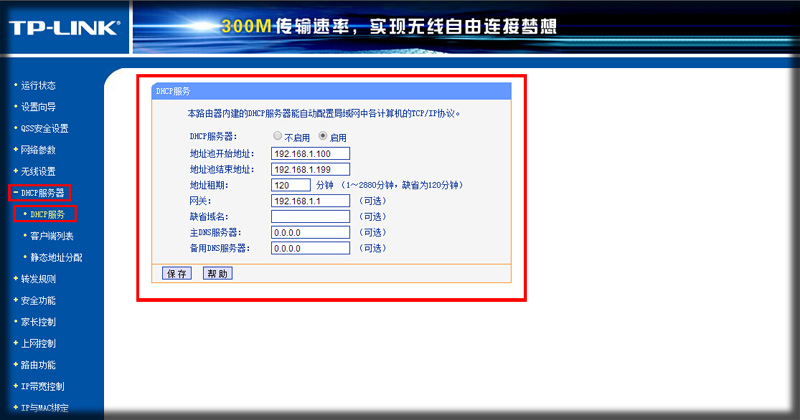 TP-LINK®
300M传输速率，实现无线自由连接梦想
运行状态
设置向导
QSS安全设置
网络参数
无线设置
DHCP服务器
DHCP服务
客户端列表
静态地址分配
转发规则
安全功能
家长控制
上网控制
路由功能
IP带宽控制
IP与MAC绑定
DHCP服务
本路由器内建的DHCP服务器能自动配置局域网中各计算机的TCP/IP协议。
DHCP服务器： 不启用 启用
地址池开始地址： 192.168.1.100
地址池结束地址： 192.168.1.199
地址租期： 120 分钟 （1～2880分钟，缺省为120分钟）
网关： 192.168.1.1 （可选）
缺省域名： （可选）
主DNS服务器： 0.0.0.0 （可选）
备用DNS服务器： 0.0.0.0 （可选）
保存 帮助